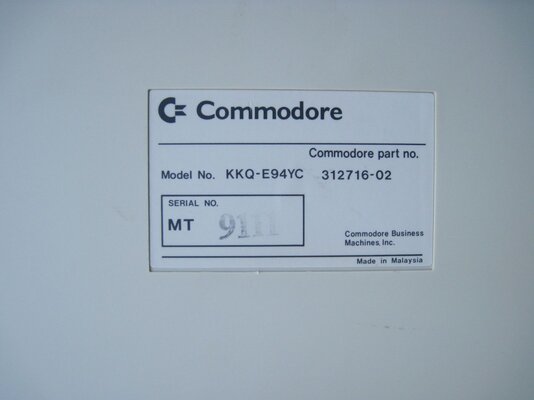 Commodore
Commodore part no.
Model No. KKQ-E94YC 312716-02
SERIAL NO.
MT 9111
Commodore Business
Machines, Inc.
Made in Malaysia